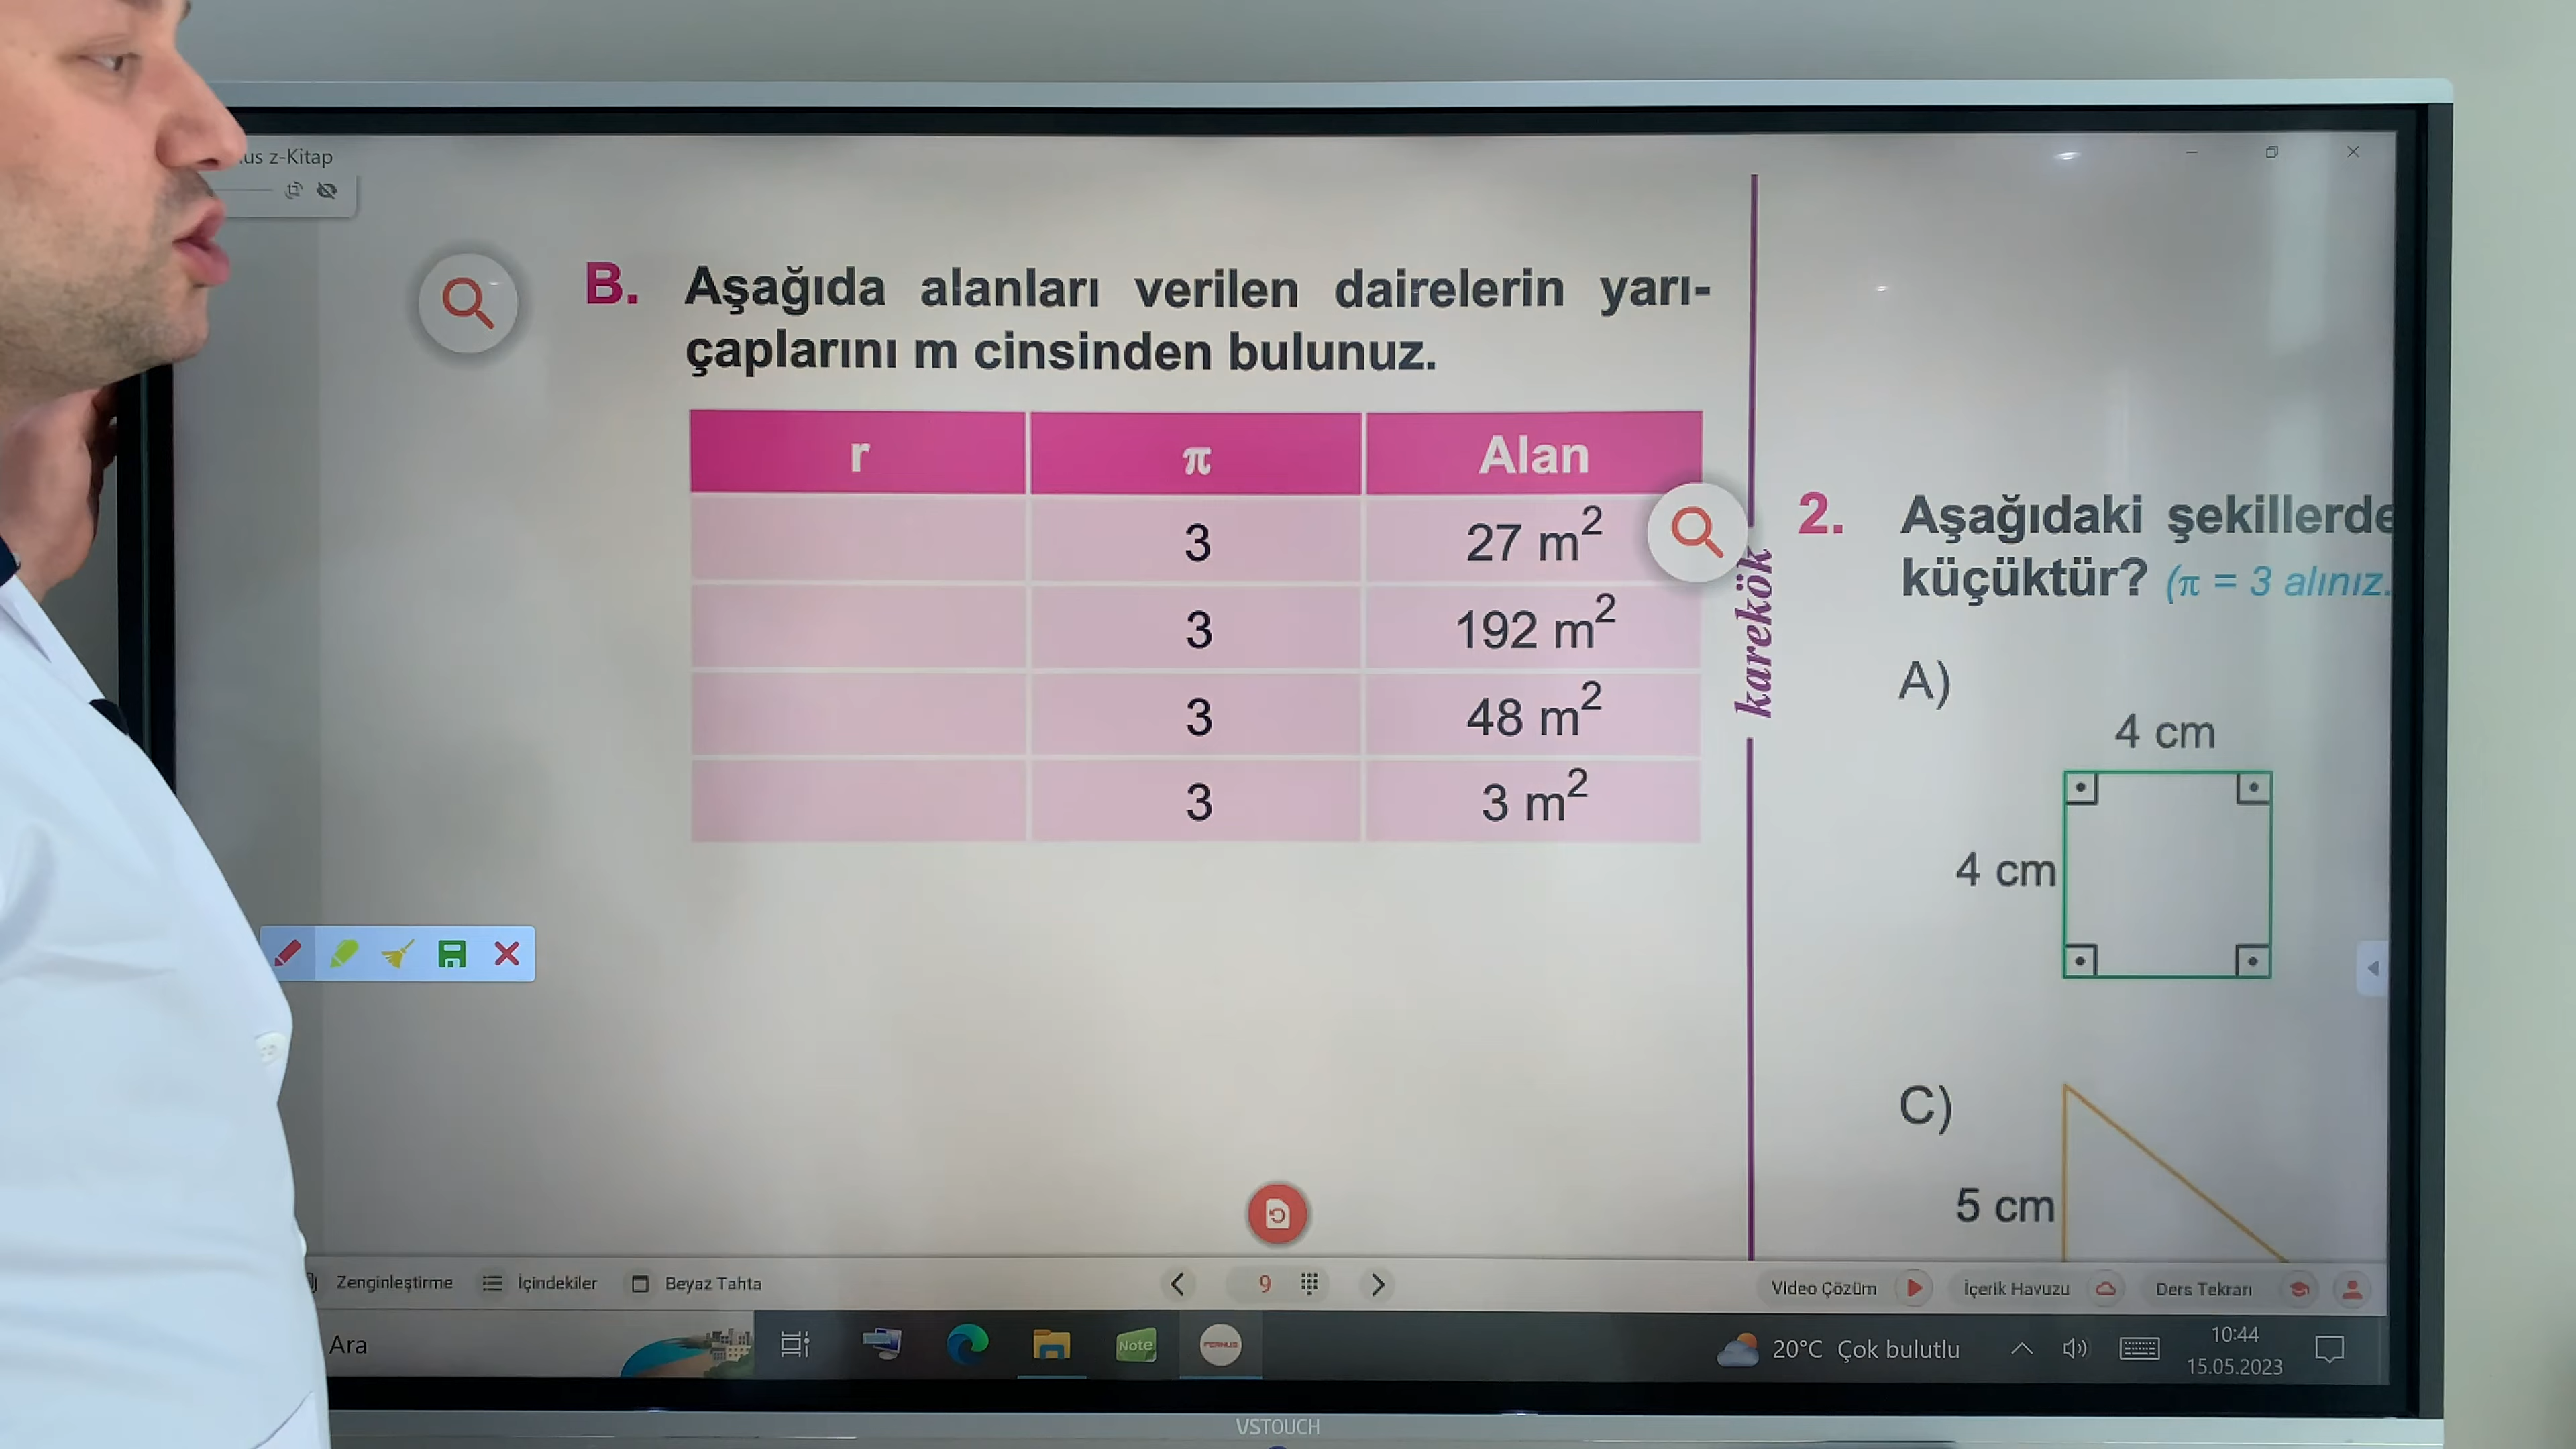 z-Kitap
B. Aşağıda alanları verilen dairelerin yarı-
çaplarını m cinsinden bulunuz.
r π Alan
3 27 m²
3 192 m²
3 48 m²
3 3 m²
karekök
2. Aşağıdaki şekillerde
küçüktür? (π = 3 alınız.
A)
4 cm
4 cm
C)
5 cm
Zenginleştirme İçindekiler Beyaz Tahta 9 Video Çözüm İçerik Havuzu Ders Tekrarı
Ara Note PERNUS 20°C Çok bulutlu 10:44
15.05.2023
VSTOUCH